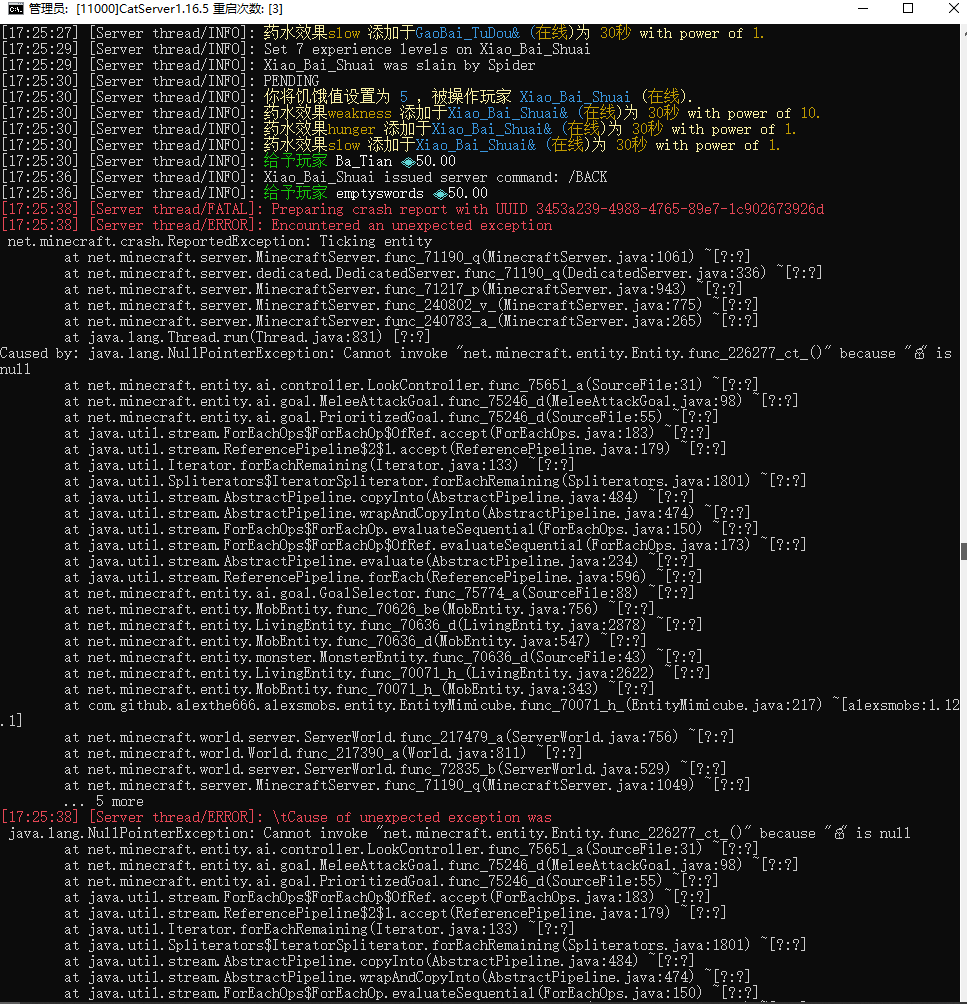 管理员: [11000]CatServer1.16.5 重启次数: [3]
[17:25:27] [Server thread/INFO]: 药水效果slow 添加于GaoBai_TuDou& (在线)为 30秒 with power of 1.
[17:25:29] [Server thread/INFO]: Set 7 experience levels on Xiao_Bai_Shuai
[17:25:29] [Server thread/INFO]: Xiao_Bai_Shuai was slain by Spider
[17:25:30] [Server thread/INFO]: PENDING
[17:25:30] [Server thread/INFO]: 你将饥饿值设置为 5 , 被操作玩家 Xiao_Bai_Shuai (在线).
[17:25:30] [Server thread/INFO]: 药水效果weakness 添加于Xiao_Bai_Shuai& (在线)为 30秒 with power of 10.
[17:25:30] [Server thread/INFO]: 药水效果hunger 添加于Xiao_Bai_Shuai& (在线)为 30秒 with power of 1.
[17:25:30] [Server thread/INFO]: 药水效果slow 添加于Xiao_Bai_Shuai& (在线)为 30秒 with power of 1.
[17:25:30] [Server thread/INFO]: 给予玩家 Ba_Tian ◈50.00
[17:25:36] [Server thread/INFO]: Xiao_Bai_Shuai issued server command: /BACK
[17:25:36] [Server thread/INFO]: 给予玩家 emptyswords ◈50.00
[17:25:38] [Server thread/FATAL]: Preparing crash report with UUID 3453a239-4988-4765-89e7-1c902673926d
[17:25:38] [Server thread/ERROR]: Encountered an unexpected exception
net.minecraft.crash.ReportedException: Ticking entity
at net.minecraft.server.MinecraftServer.func_71190_q(MinecraftServer.java:1061) ~[?:?]
at net.minecraft.server.dedicated.DedicatedServer.func_71190_q(DedicatedServer.java:336) ~[?:?]
at net.minecraft.server.MinecraftServer.func_71217_p(MinecraftServer.java:943) ~[?:?]
at net.minecraft.server.MinecraftServer.func_240802_v_(MinecraftServer.java:775) ~[?:?]
at net.minecraft.server.MinecraftServer.func_240783_a_(MinecraftServer.java:265) ~[?:?]
at java.lang.Thread.run(Thread.java:831) [?:?]
Caused by: java.lang.NullPointerException: Cannot invoke "net.minecraft.entity.Entity.func_226277_ct_()" because "☃" is
null
at net.minecraft.entity.ai.controller.LookController.func_75651_a(SourceFile:31) ~[?:?]
at net.minecraft.entity.ai.goal.MeleeAttackGoal.func_75246_d(MeleeAttackGoal.java:98) ~[?:?]
at net.minecraft.entity.ai.goal.PrioritizedGoal.func_75246_d(SourceFile:55) ~[?:?]
at java.util.stream.ForEachOps$ForEachOp$OfRef.accept(ForEachOps.java:183) ~[?:?]
at java.util.stream.ReferencePipeline$2$1.accept(ReferencePipeline.java:179) ~[?:?]
at java.util.Iterator.forEachRemaining(Iterator.java:133) ~[?:?]
at java.util.Spliterators$IteratorSpliterator.forEachRemaining(Spliterators.java:1801) ~[?:?]
at java.util.stream.AbstractPipeline.copyInto(AbstractPipeline.java:484) ~[?:?]
at java.util.stream.AbstractPipeline.wrapAndCopyInto(AbstractPipeline.java:474) ~[?:?]
at java.util.stream.ForEachOps$ForEachOp.evaluateSequential(ForEachOps.java:150) ~[?:?]
at java.util.stream.ForEachOps$ForEachOp$OfRef.evaluateSequential(ForEachOps.java:173) ~[?:?]
at java.util.stream.AbstractPipeline.evaluate(AbstractPipeline.java:234) ~[?:?]
at java.util.stream.ReferencePipeline.forEach(ReferencePipeline.java:596) ~[?:?]
at net.minecraft.entity.ai.goal.GoalSelector.func_75774_a(SourceFile:88) ~[?:?]
at net.minecraft.entity.MobEntity.func_70626_be(MobEntity.java:756) ~[?:?]
at net.minecraft.entity.LivingEntity.func_70636_d(LivingEntity.java:2878) ~[?:?]
at net.minecraft.entity.MobEntity.func_70636_d(MobEntity.java:547) ~[?:?]
at net.minecraft.entity.monster.MonsterEntity.func_70636_d(SourceFile:43) ~[?:?]
at net.minecraft.entity.LivingEntity.func_70071_h_(LivingEntity.java:2622) ~[?:?]
at net.minecraft.entity.MobEntity.func_70071_h_(MobEntity.java:343) ~[?:?]
at com.github.alexthe666.alexsmobs.entity.EntityMimicube.func_70071_h_(EntityMimicube.java:217) ~[alexsmobs:1.12
.1]
at net.minecraft.world.server.ServerWorld.func_217479_a(ServerWorld.java:756) ~[?:?]
at net.minecraft.world.World.func_217390_a(World.java:811) ~[?:?]
at net.minecraft.world.server.ServerWorld.func_72835_b(ServerWorld.java:529) ~[?:?]
at net.minecraft.server.MinecraftServer.func_71190_q(MinecraftServer.java:1049) ~[?:?]
... 5 more
[17:25:38] [Server thread/ERROR]: \tCause of unexpected exception was
java.lang.NullPointerException: Cannot invoke "net.minecraft.entity.Entity.func_226277_ct_()" because "☃" is null
at net.minecraft.entity.ai.controller.LookController.func_75651_a(SourceFile:31) ~[?:?]
at net.minecraft.entity.ai.goal.MeleeAttackGoal.func_75246_d(MeleeAttackGoal.java:98) ~[?:?]
at net.minecraft.entity.ai.goal.PrioritizedGoal.func_75246_d(SourceFile:55) ~[?:?]
at java.util.stream.ForEachOps$ForEachOp$OfRef.accept(ForEachOps.java:183) ~[?:?]
at java.util.stream.ReferencePipeline$2$1.accept(ReferencePipeline.java:179) ~[?:?]
at java.util.Iterator.forEachRemaining(Iterator.java:133) ~[?:?]
at java.util.Spliterators$IteratorSpliterator.forEachRemaining(Spliterators.java:1801) ~[?:?]
at java.util.stream.AbstractPipeline.copyInto(AbstractPipeline.java:484) ~[?:?]
at java.util.stream.AbstractPipeline.wrapAndCopyInto(AbstractPipeline.java:474) ~[?:?]
at java.util.stream.ForEachOps$ForEachOp.evaluateSequential(ForEachOps.java:150) ~[?:?]